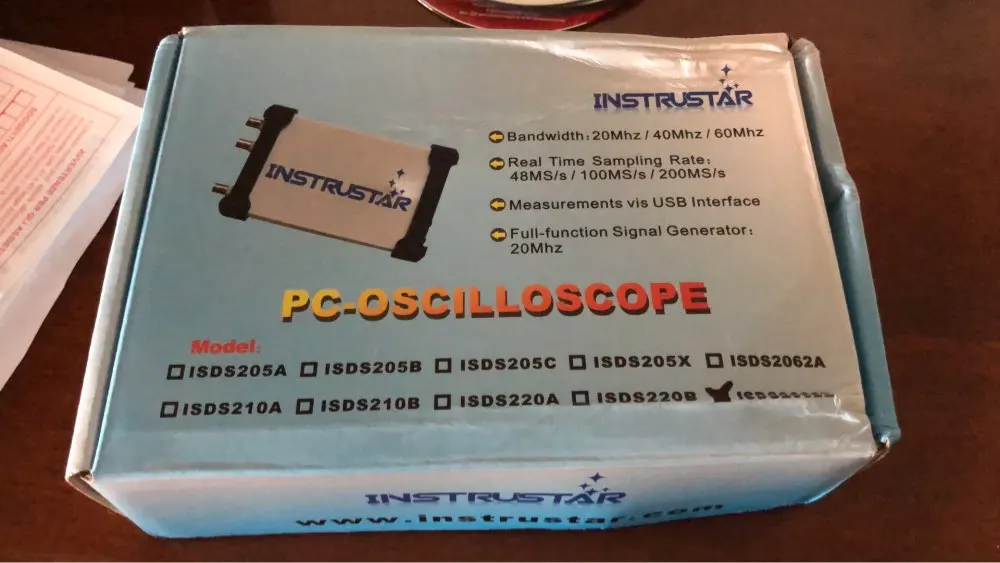 INSTRUSTAR
INSTRUSTAR
Bandwidth: 20Mhz / 40Mhz / 60Mhz
Real Time Sampling Rate:
48MS/s / 100MS/s / 200MS/s
Measurements vis USB Interface
Full-function Signal Generator:
20Mhz
PC-OSCILLOSCOPE
Model:
ISDS205A ISDS205B ISDS205C ISDS205X ISDS2062A
ISDS210A ISDS210B ISDS220A ISDS220B
INSTRUSTAR
www.instrustar.com